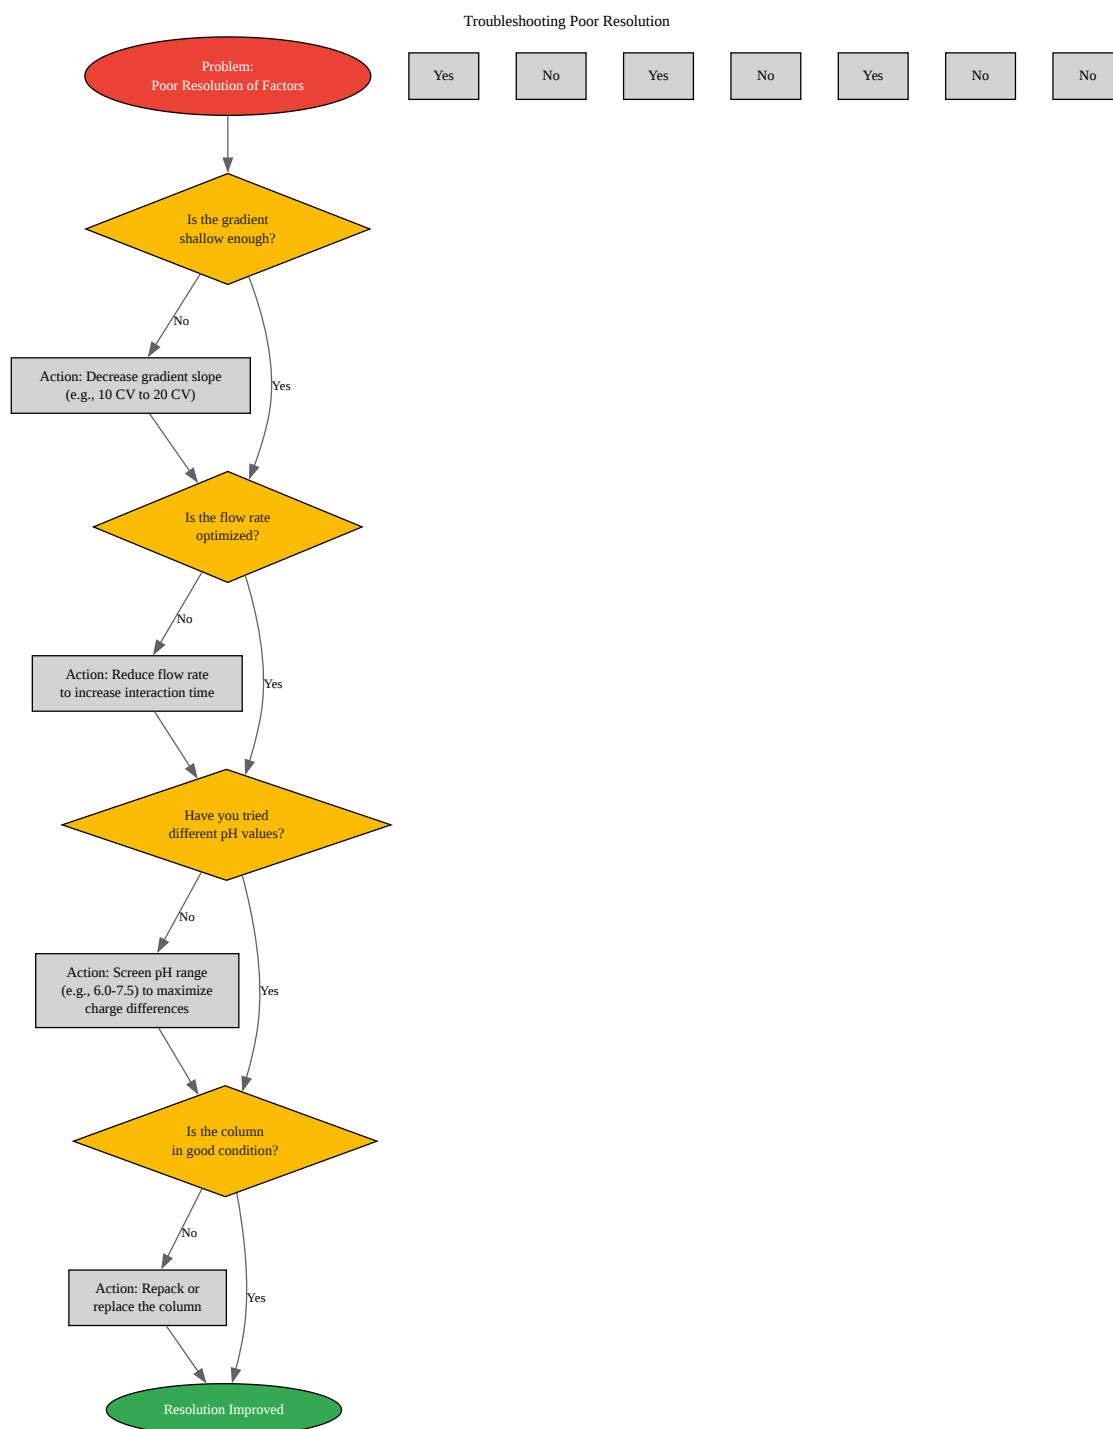 Troubleshooting Poor Resolution
Problem:
Poor Resolution of Factors
Yes
No
Yes
No
Yes
No
No
Is the gradient
shallow enough?
No
Action: Decrease gradient slope
(e.g., 10 CV to 20 CV)
Yes
Is the flow rate
optimized?
No
Action: Reduce flow rate
to increase interaction time
Yes
Have you tried
different pH values?
No
Action: Screen pH range
(e.g., 6.0-7.5) to maximize
charge differences
Yes
Is the column
in good condition?
No
Action: Repack or
replace the column
Yes
Resolution Improved